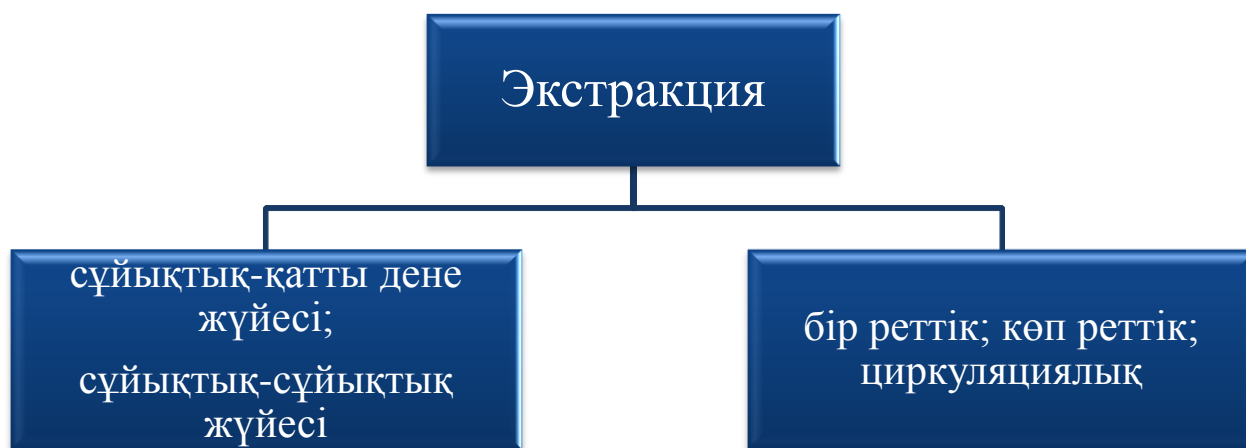 Экстракция
сұйықтық-қатты дене
жүйесі;
сұйықтық-сұйықтық
жүйесі
бір реттік; көп реттік;
циркуляциялық